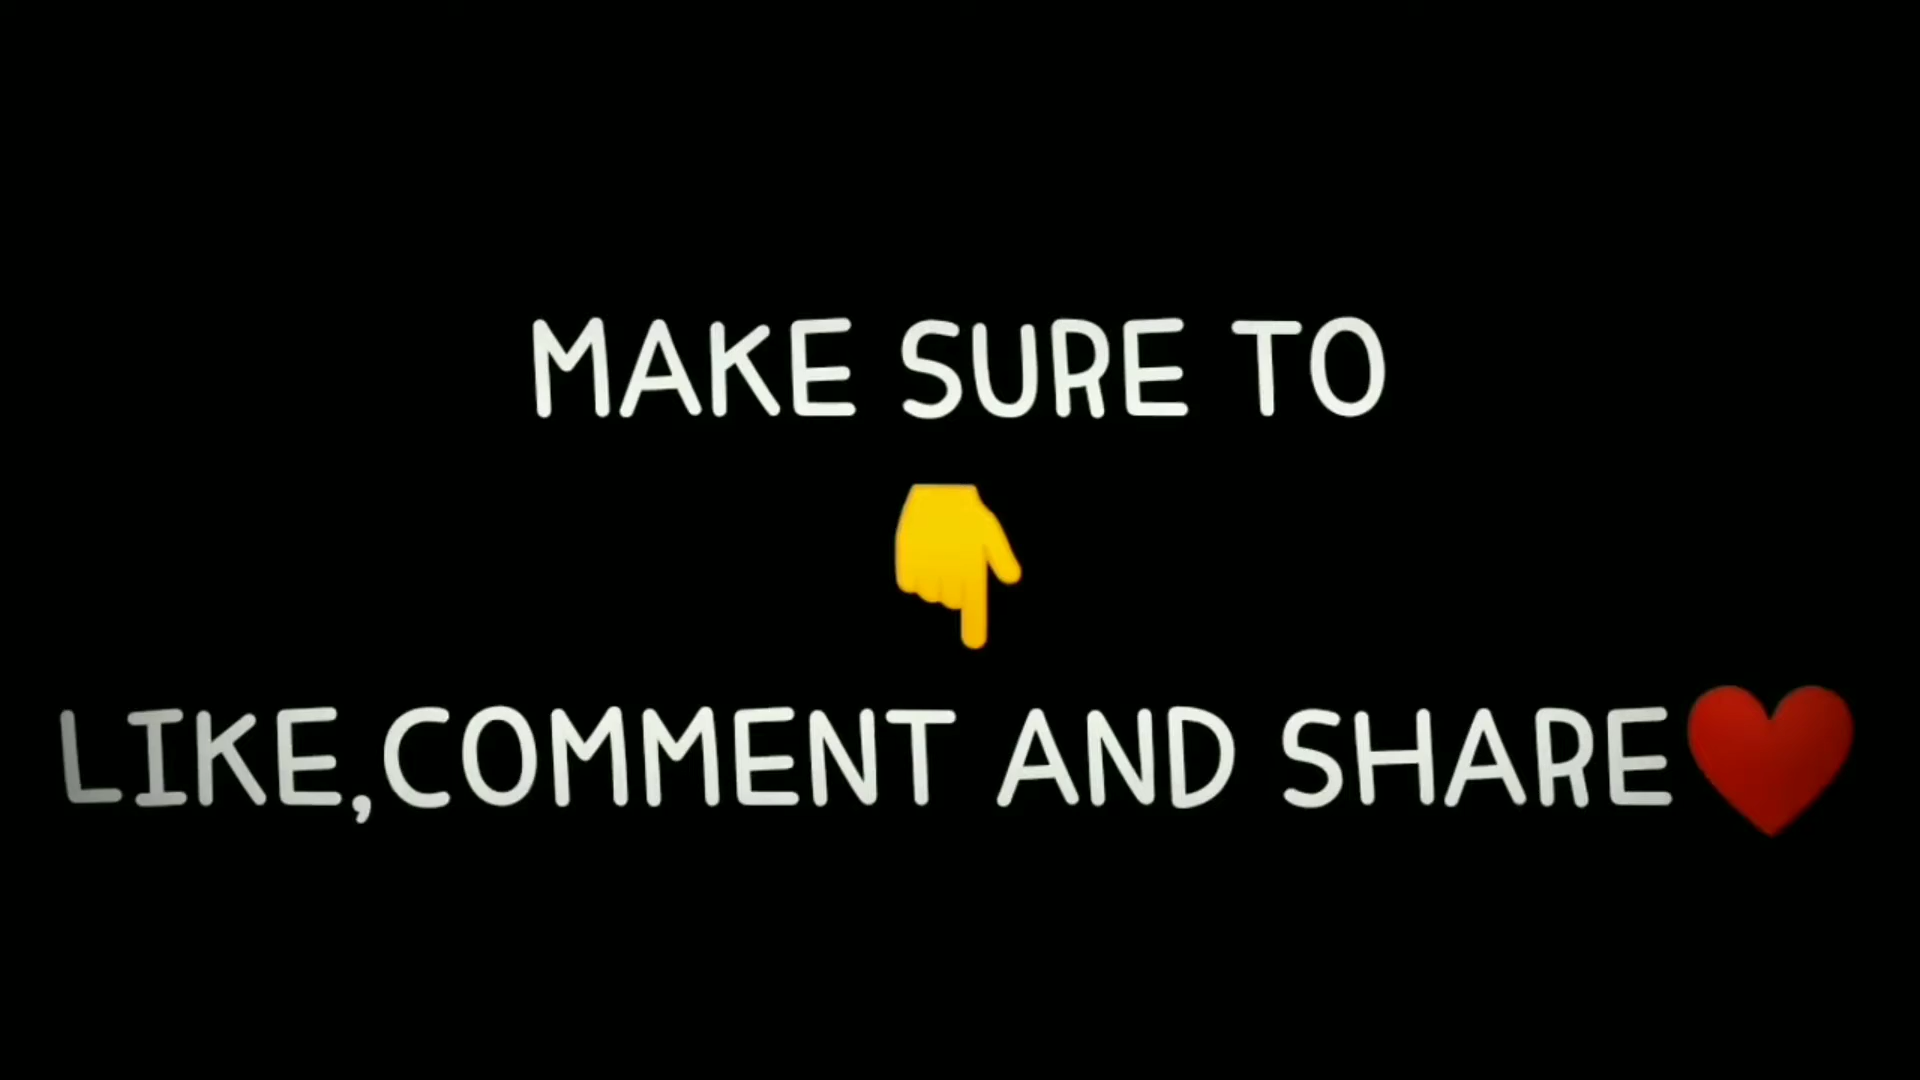 MAKE SURE TO
👇
LIKE,COMMENT AND SHARE❤️